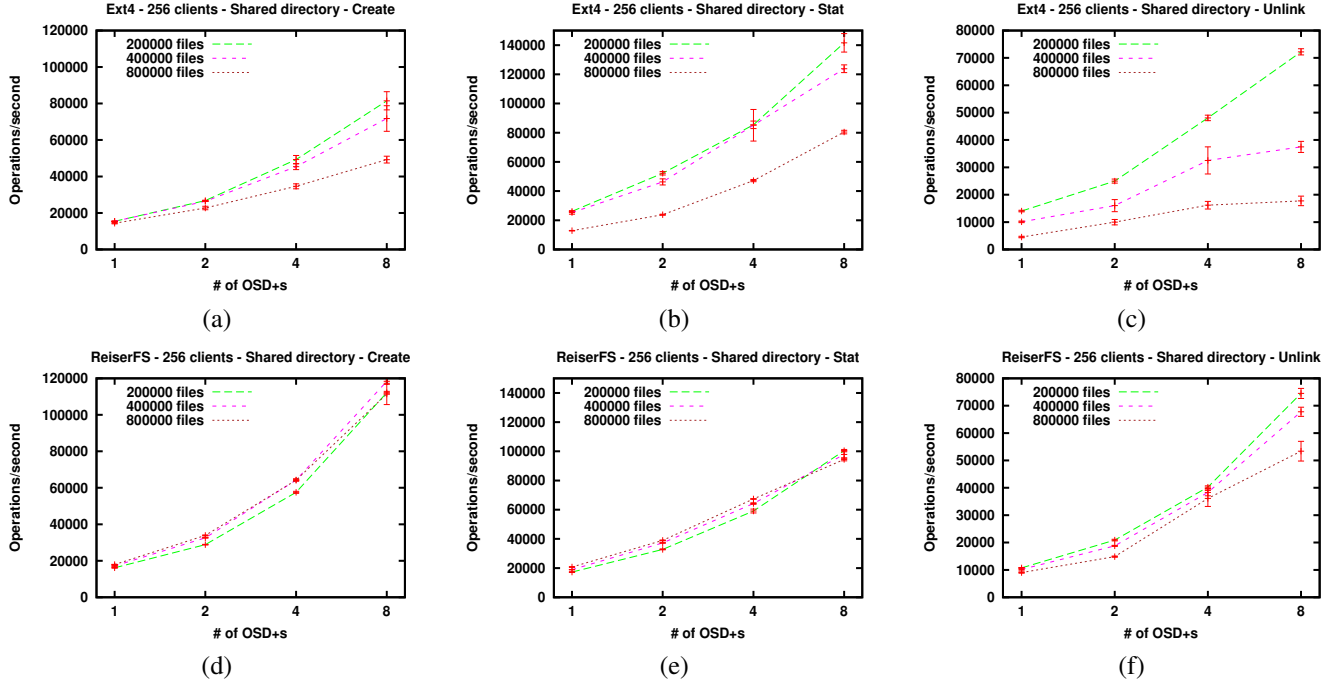 Ext4 - 256 clients - Shared directory - Create
120000
100000
80000
60000
40000
20000
0
Operations/second
200000 files
400000 files
800000 files
1 2 4 8
# of OSD+s
(a)
Ext4 - 256 clients - Shared directory - Stat
140000
120000
100000
80000
60000
40000
20000
0
Operations/second
200000 files
400000 files
800000 files
1 2 4 8
# of OSD+s
(b)
Ext4 - 256 clients - Shared directory - Unlink
80000
70000
60000
50000
40000
30000
20000
10000
0
Operations/second
200000 files
400000 files
800000 files
1 2 4 8
# of OSD+s
(c)
ReiserFS - 256 clients - Shared directory - Create
120000
100000
80000
60000
40000
20000
0
Operations/second
200000 files
400000 files
800000 files
1 2 4 8
# of OSD+s
(d)
ReiserFS - 256 clients - Shared directory - Stat
140000
120000
100000
80000
60000
40000
20000
0
Operations/second
200000 files
400000 files
800000 files
1 2 4 8
# of OSD+s
(e)
ReiserFS - 256 clients - Shared directory - Unlink
80000
70000
60000
50000
40000
30000
20000
10000
0
Operations/second
200000 files
400000 files
800000 files
1 2 4 8
# of OSD+s
(f)